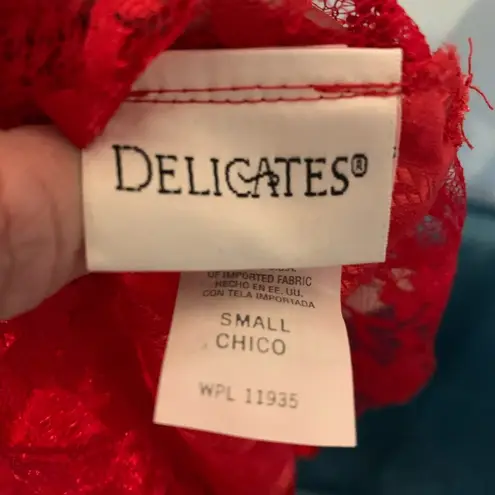 DELICATES®
OF IMPORTED FABRIC
HECHO EN EE. UU.
CON TELA IMPORTADA
SMALL
CHICO
WPL 11935